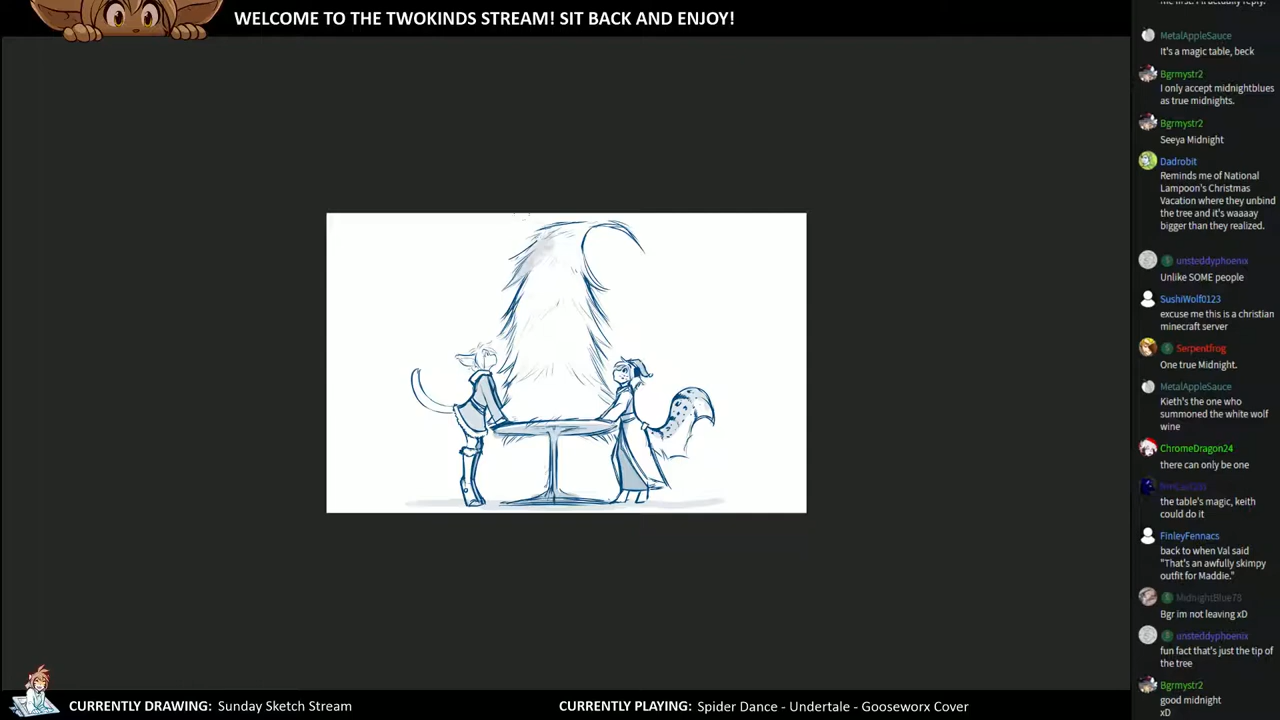 WELCOME TO THE TWOKINDS STREAM! SIT BACK AND ENJOY!
MetalAppleSauce
It's a magic table, beck
Bgrmystr2
I only accept midnightblues
as true midnights.
Bgrmystr2
Seeya Midnight
Dadrobit
Reminds me of National
Lampoon's Christmas
Vacation where they unbind
the tree and it's waaaay
bigger than they realized.
unsteddyphoenix
Unlike SOME people
SushiWolf0123
excuse me this is a christian
minecraft server
Serpentfrog
One true Midnight.
MetalAppleSauce
Kieth's the one who
summoned the white wolf
wine
ChromeDragon24
there can only be one
the table's magic, keith
could do it
FinleyFennacs
back to when Val said
"That's an awfully skimpy
outfit for Maddie."
MidnightBlue78
Bgr im not leaving xD
unsteddyphoenix
fun fact that's just the tip of
the tree
Bgrmystr2
good midnight
xD
CURRENTLY DRAWING: Sunday Sketch Stream
CURRENTLY PLAYING: Spider Dance - Undertale - Gooseworx Cover